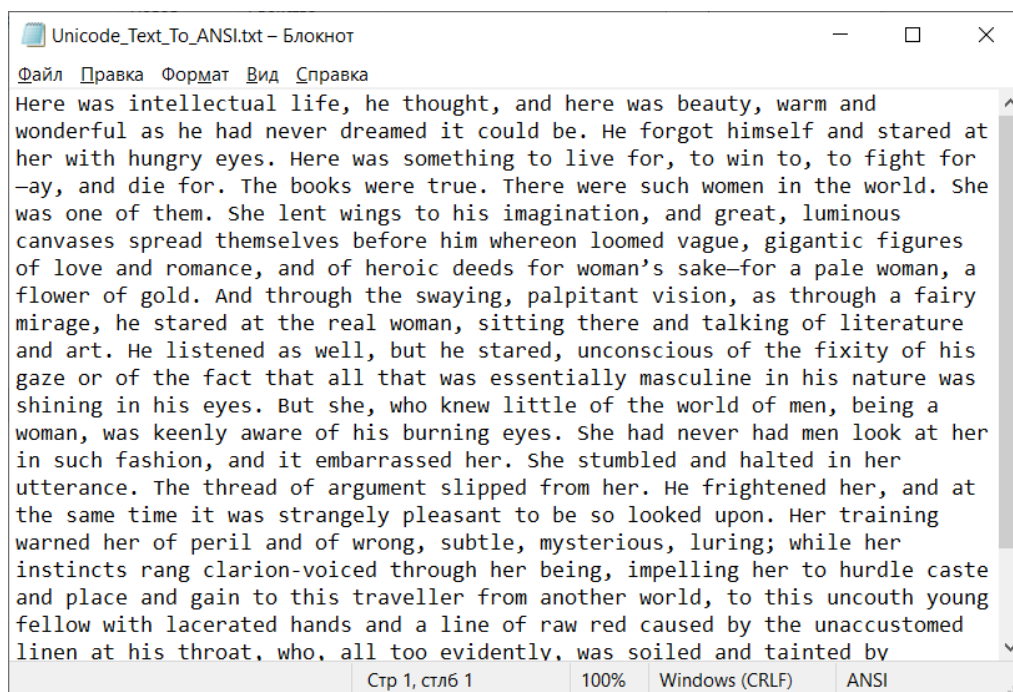 Unicode_Text_To_ANSI.txt – Блокнот
Файл Правка Формат Вид Справка
Here was intellectual life, he thought, and here was beauty, warm and
wonderful as he had never dreamed it could be. He forgot himself and stared at
her with hungry eyes. Here was something to live for, to win to, to fight for
—ay, and die for. The books were true. There were such women in the world. She
was one of them. She lent wings to his imagination, and great, luminous
canvases spread themselves before him whereon loomed vague, gigantic figures
of love and romance, and of heroic deeds for woman’s sake—for a pale woman, a
flower of gold. And through the swaying, palpitant vision, as through a fairy
mirage, he stared at the real woman, sitting there and talking of literature
and art. He listened as well, but he stared, unconscious of the fixity of his
gaze or of the fact that all that was essentially masculine in his nature was
shining in his eyes. But she, who knew little of the world of men, being a
woman, was keenly aware of his burning eyes. She had never had men look at her
in such fashion, and it embarrassed her. She stumbled and halted in her
utterance. The thread of argument slipped from her. He frightened her, and at
the same time it was strangely pleasant to be so looked upon. Her training
warned her of peril and of wrong, subtle, mysterious, luring; while her
instincts rang clarion-voiced through her being, impelling her to hurdle caste
and place and gain to this traveller from another world, to this uncouth young
fellow with lacerated hands and a line of raw red caused by the unaccustomed
linen at his throat, who, all too evidently, was soiled and tainted by
Стр 1, стлб 1 100% Windows (CRLF) ANSI